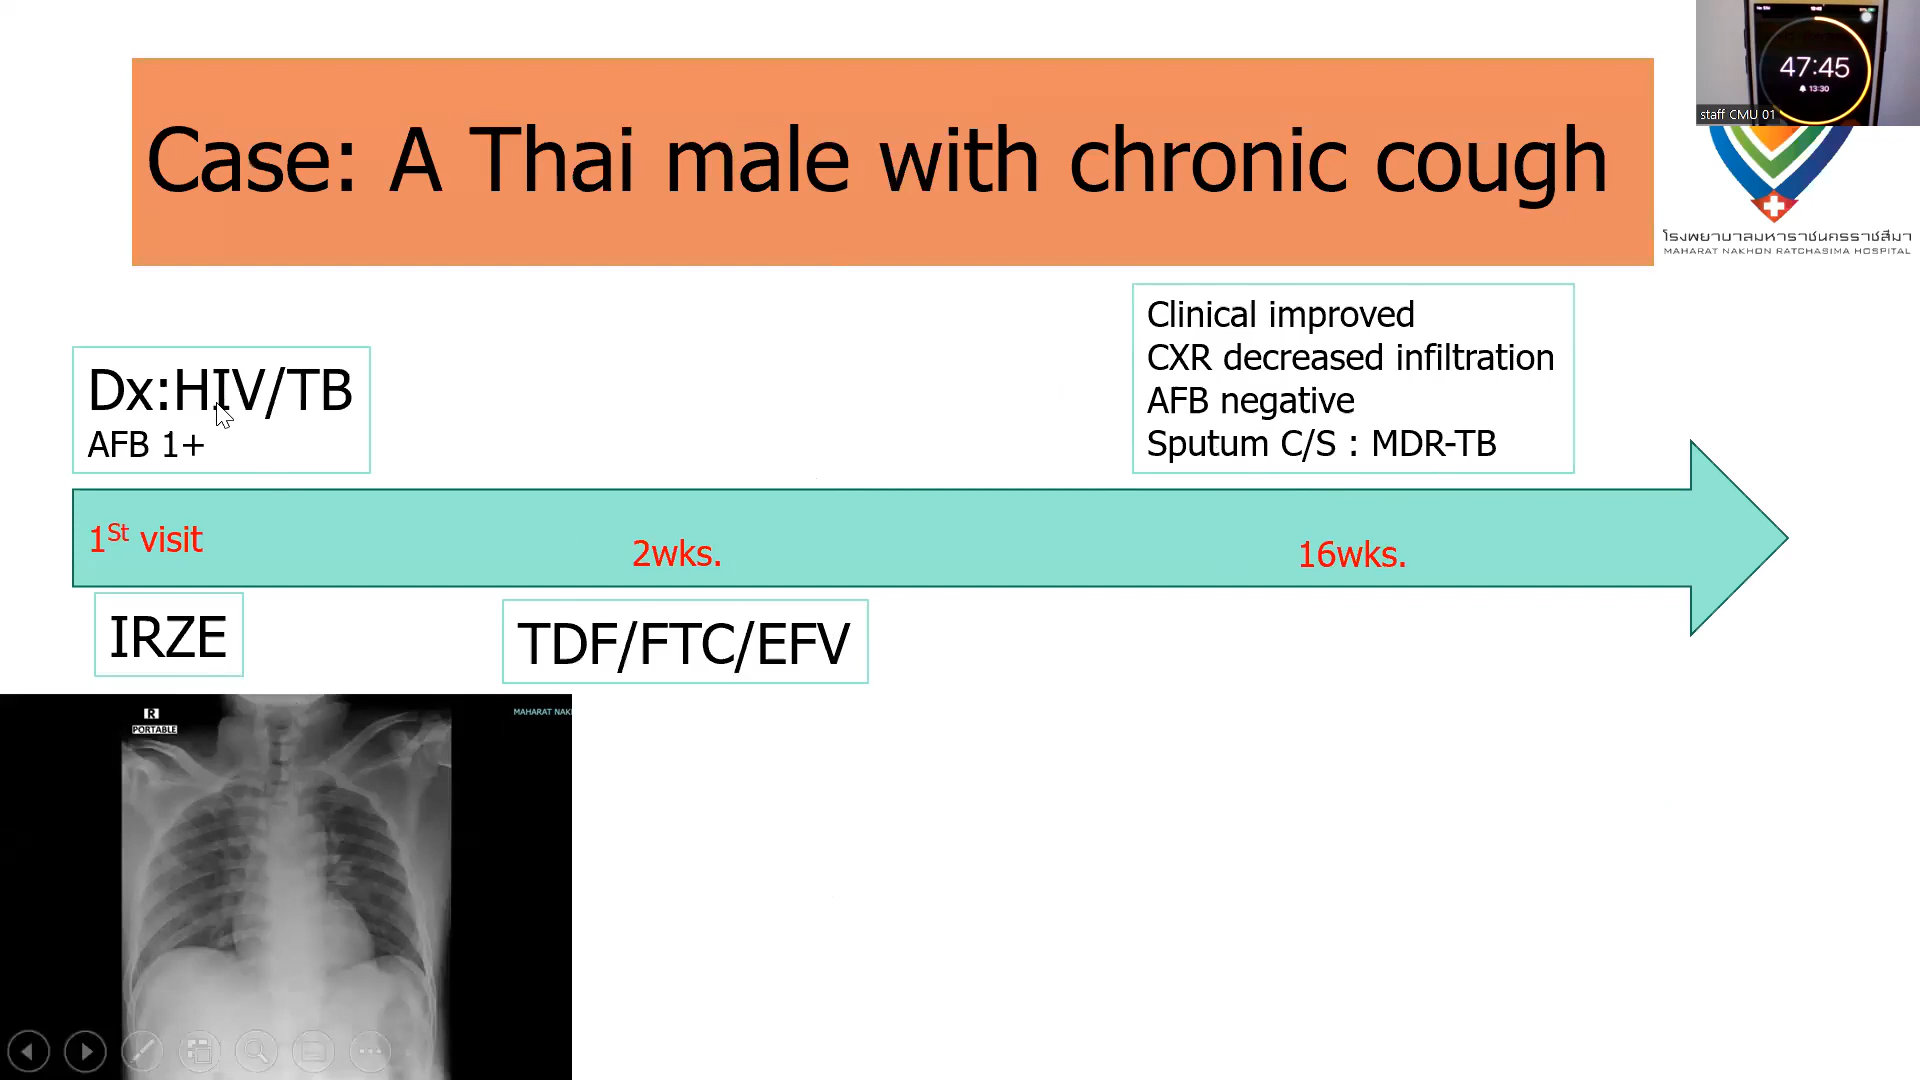 47:45
13:30
staff CMU 01
Case: A Thai male with chronic cough
โรงพยาบาลมหาราชนครราชสีมา
MAHARAT NAKHON RATCHASIMA HOSPITAL
Clinical improved
CXR decreased infiltration
AFB negative
Sputum C/S : MDR-TB
Dx:HIV/TB
AFB 1+
1St visit
2wks.
16wks.
IRZE
TDF/FTC/EFV
R
PORTABLE
MAHARAT NAK